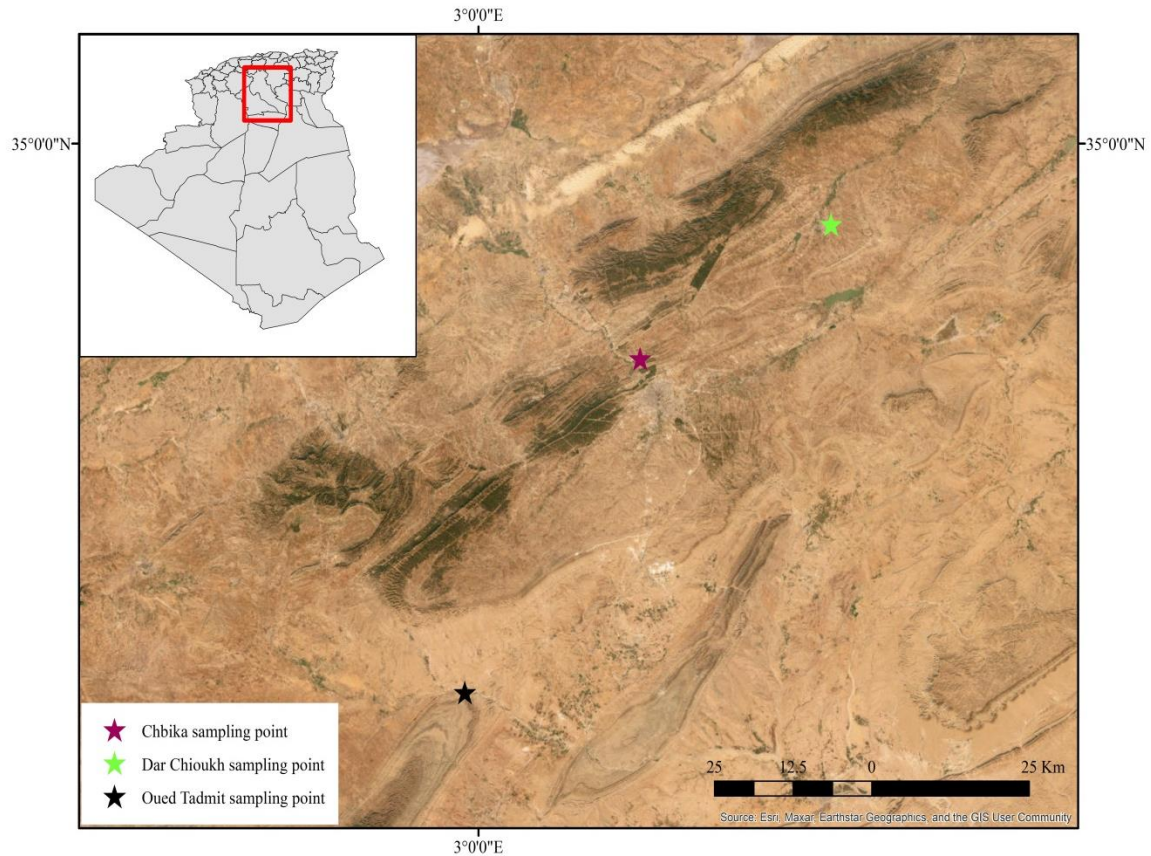 3°0'0"E
35°0'0"N
35°0'0"N
Chbika sampling point
Dar Chioukh sampling point
Oued Tadmit sampling point
25 12.5 0 25 Km
Source: Esri, Maxar, Earthstar Geographics, and the GIS User Community
3°0'0"E